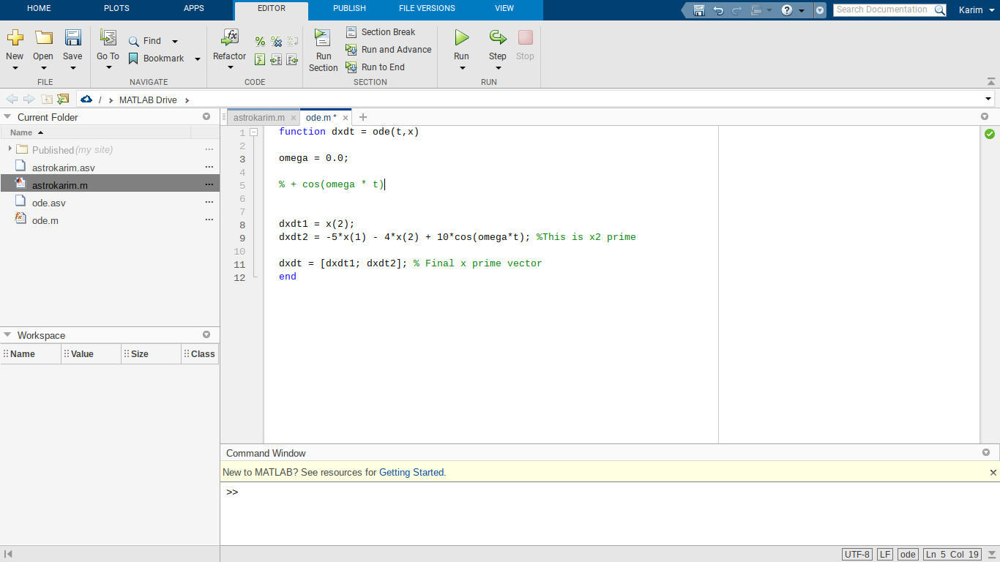 HOME PLOTS APPS EDITOR PUBLISH FILE VERSIONS VIEW Search Documentation Karim
New Open Save Go To Find Bookmark Refactor Run Section Section Break Run and Advance Run to End Run Step Stop
FILE NAVIGATE CODE SECTION RUN
/ MATLAB Drive
Current Folder
Name
Published (my site)
astrokarim.asv
astrokarim.m
ode.asv
ode.m
Workspace
Name Value Size Class
astrokarim.m ode.m *
1 function dxdt = ode(t,x)
2
3 omega = 0.0;
4
5 % + cos(omega * t)
6
7
8 dxdt1 = x(2);
9 dxdt2 = -5*x(1) - 4*x(2) + 10*cos(omega*t); %This is x2 prime
10
11 dxdt = [dxdt1; dxdt2]; % Final x prime vector
12 end
Command Window
New to MATLAB? See resources for Getting Started.
>>
UTF-8 LF ode Ln 5 Col 19